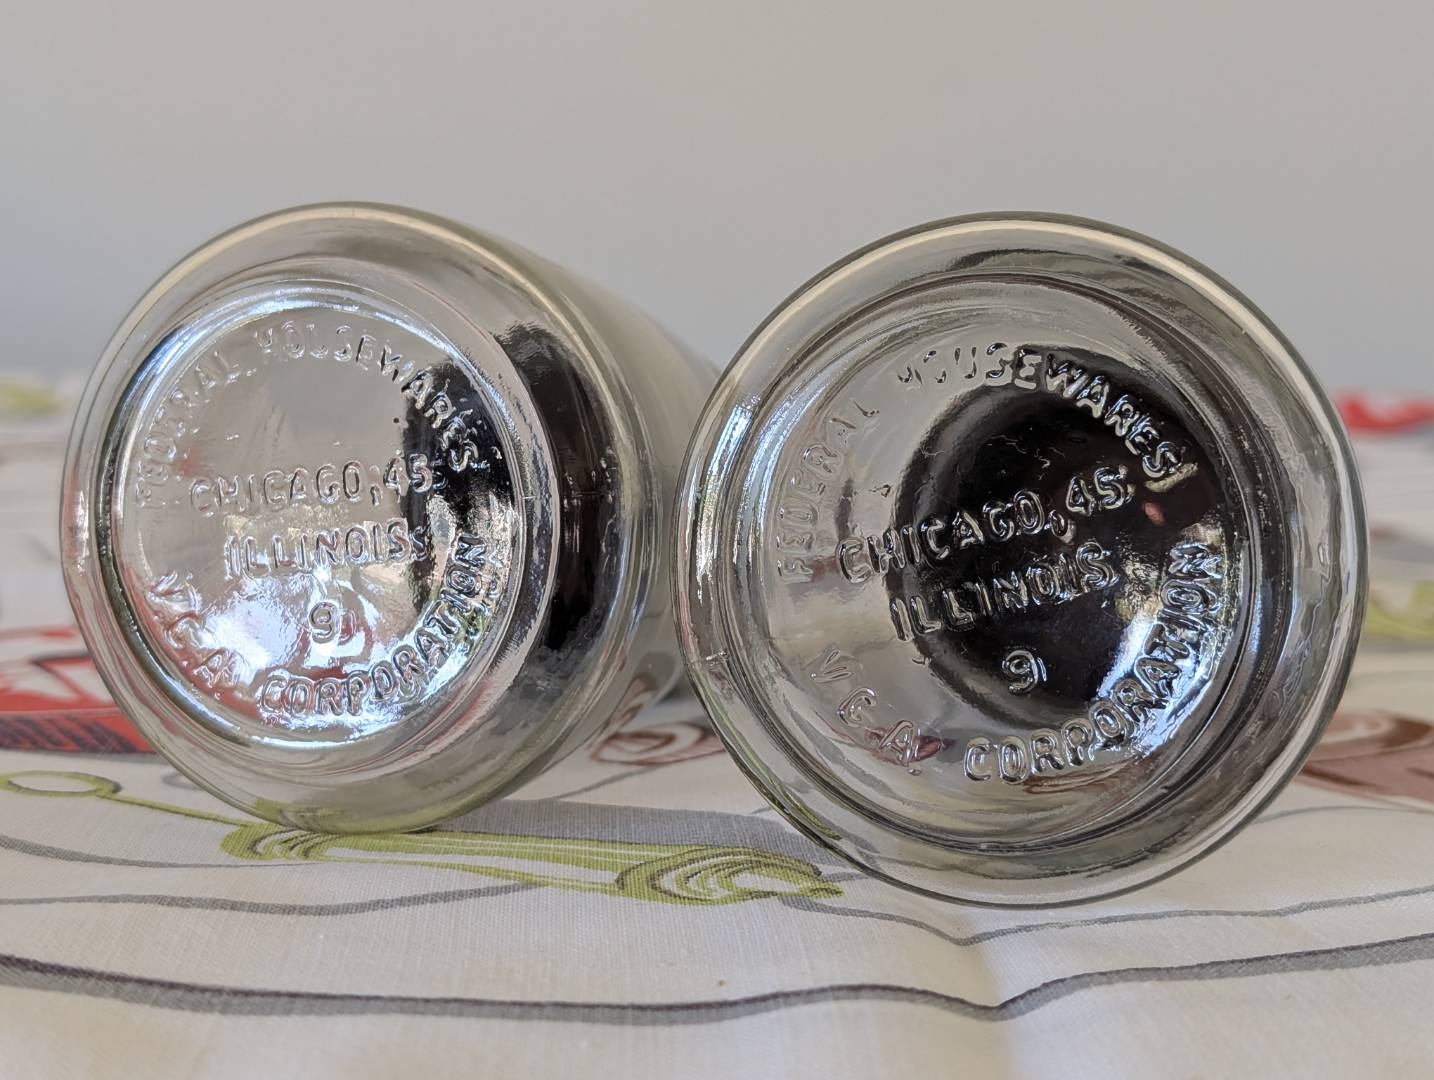 FEDERAL HOUSEWARES
CHICAGO, 45
ILLINOIS
9
V.C.A. CORPORATION
FEDERAL HOUSEWARES
CHICAGO, 45
ILLINOIS
9
V.C.A. CORPORATION